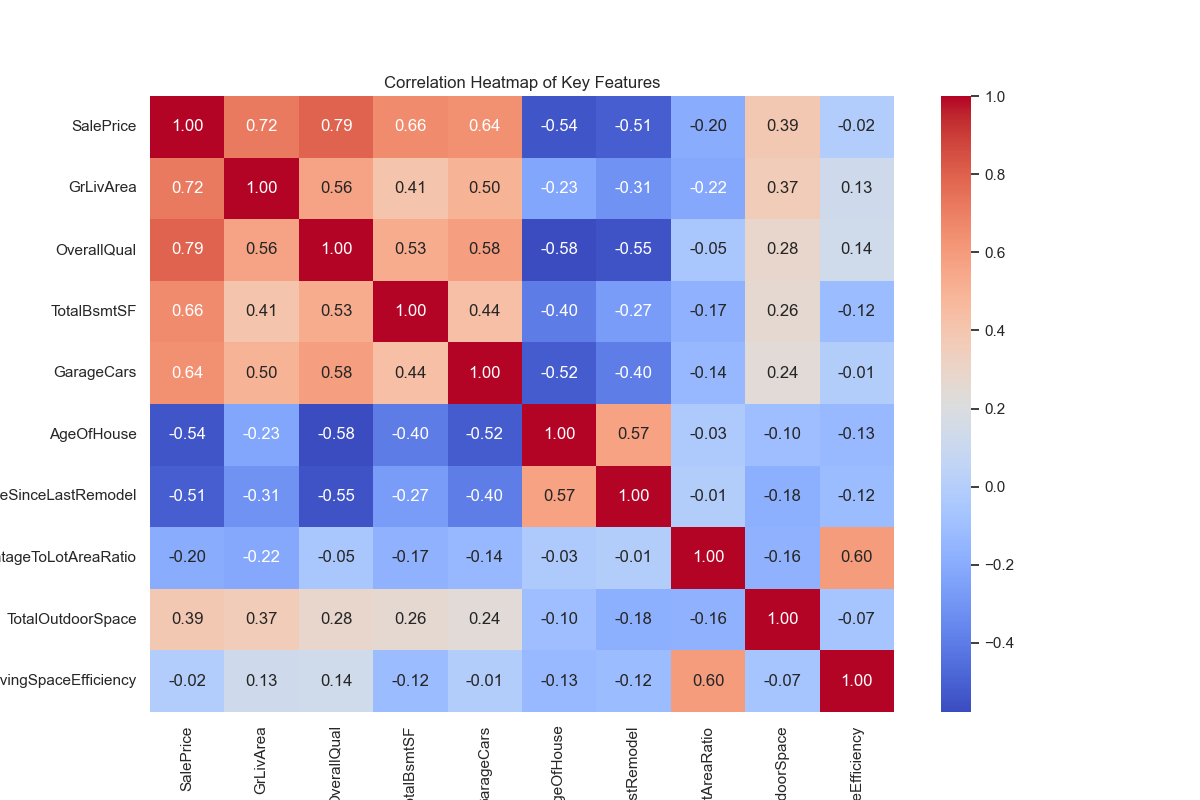 Correlation Heatmap of Key Features
SalePrice 1.00 0.72 0.79 0.66 0.64 -0.54 -0.51 -0.20 0.39 -0.02
GrLivArea 0.72 1.00 0.56 0.41 0.50 -0.23 -0.31 -0.22 0.37 0.13
OverallQual 0.79 0.56 1.00 0.53 0.58 -0.58 -0.55 -0.05 0.28 0.14
TotalBsmtSF 0.66 0.41 0.53 1.00 0.44 -0.40 -0.27 -0.17 0.26 -0.12
GarageCars 0.64 0.50 0.58 0.44 1.00 -0.52 -0.40 -0.14 0.24 -0.01
AgeOfHouse -0.54 -0.23 -0.58 -0.40 -0.52 1.00 0.57 -0.03 -0.10 -0.13
eSinceLastRemodel -0.51 -0.31 -0.55 -0.27 -0.40 0.57 1.00 -0.01 -0.18 -0.12
ntageToLotAreaRatio -0.20 -0.22 -0.05 -0.17 -0.14 -0.03 -0.01 1.00 -0.16 0.60
TotalOutdoorSpace 0.39 0.37 0.28 0.26 0.24 -0.10 -0.18 -0.16 1.00 -0.07
vingSpaceEfficiency -0.02 0.13 0.14 -0.12 -0.01 -0.13 -0.12 0.60 -0.07 1.00
SalePrice
GrLivArea
OverallQual
otalBsmtSF
GarageCars
geOfHouse
stRemodel
tAreaRatio
doorSpace
eEfficiency
1.0
0.8
0.6
0.4
0.2
0.0
−0.2
−0.4